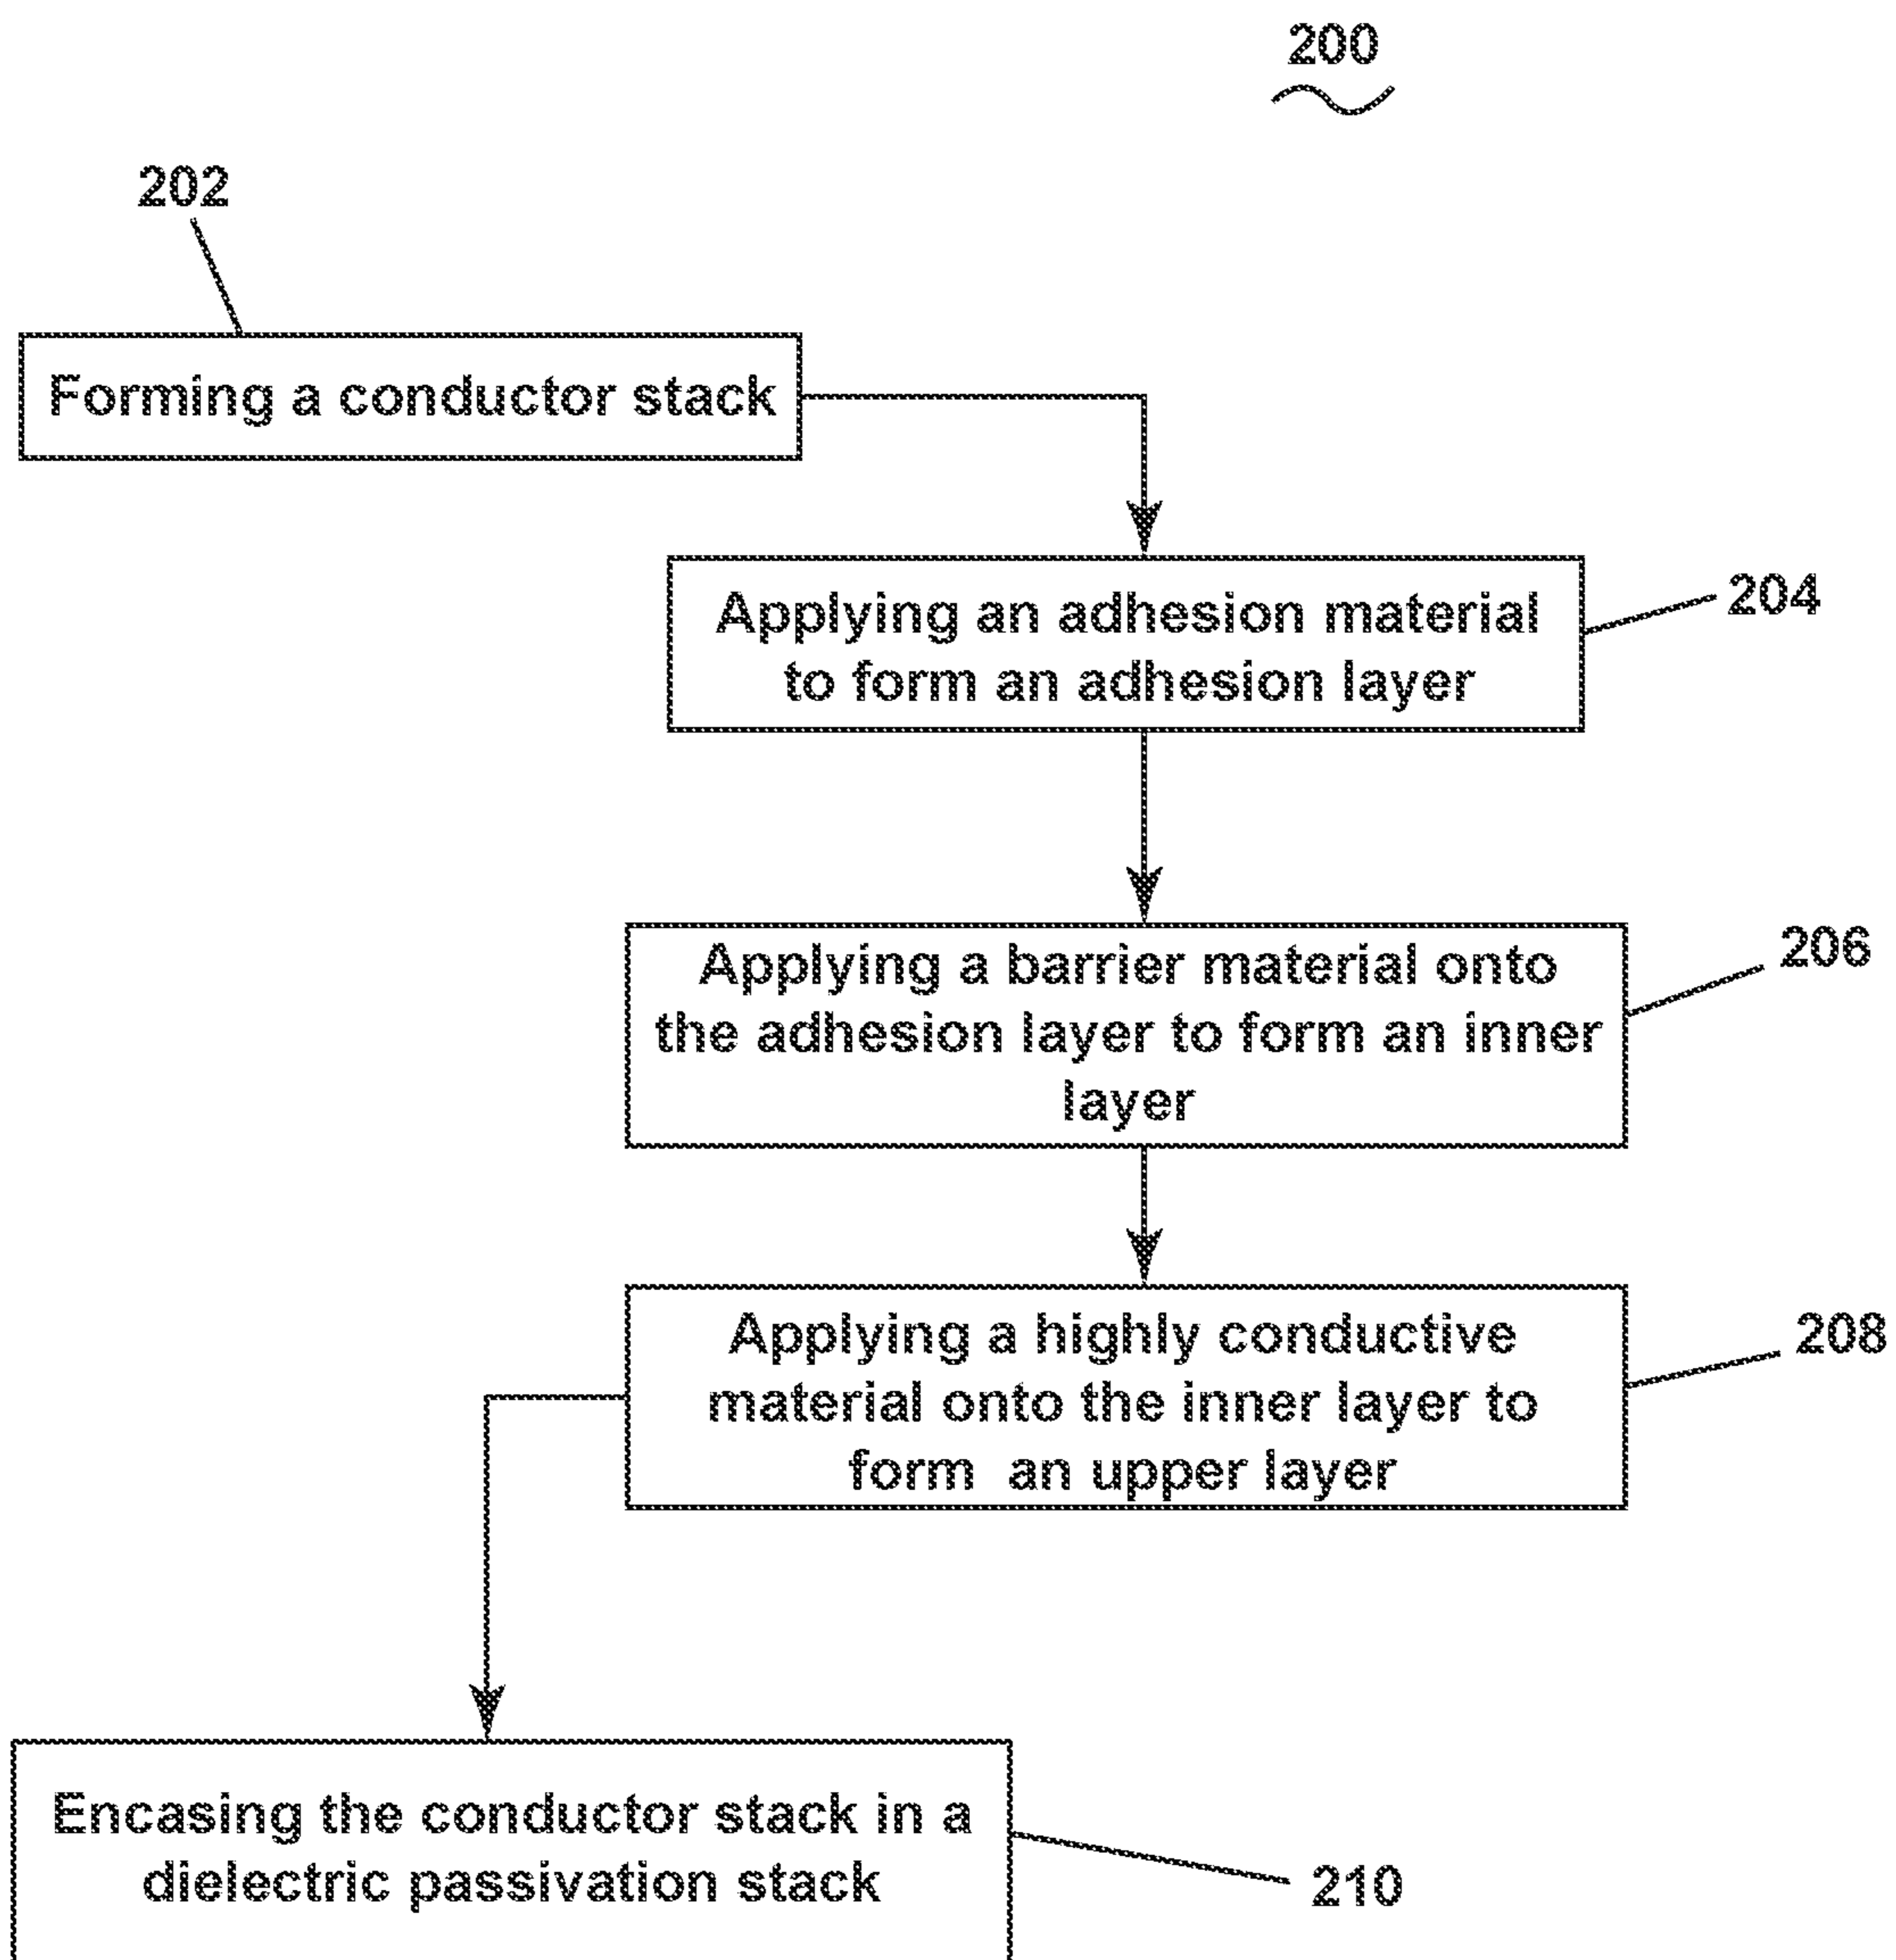 200
202
Forming a conductor stack
Applying an adhesion material
to form an adhesion layer
204
Applying a barrier material onto
the adhesion layer to form an inner
layer
206
Applying a highly conductive
material onto the inner layer to
form an upper layer
208
Encasing the conductor stack in a
dielectric passivation stack
210